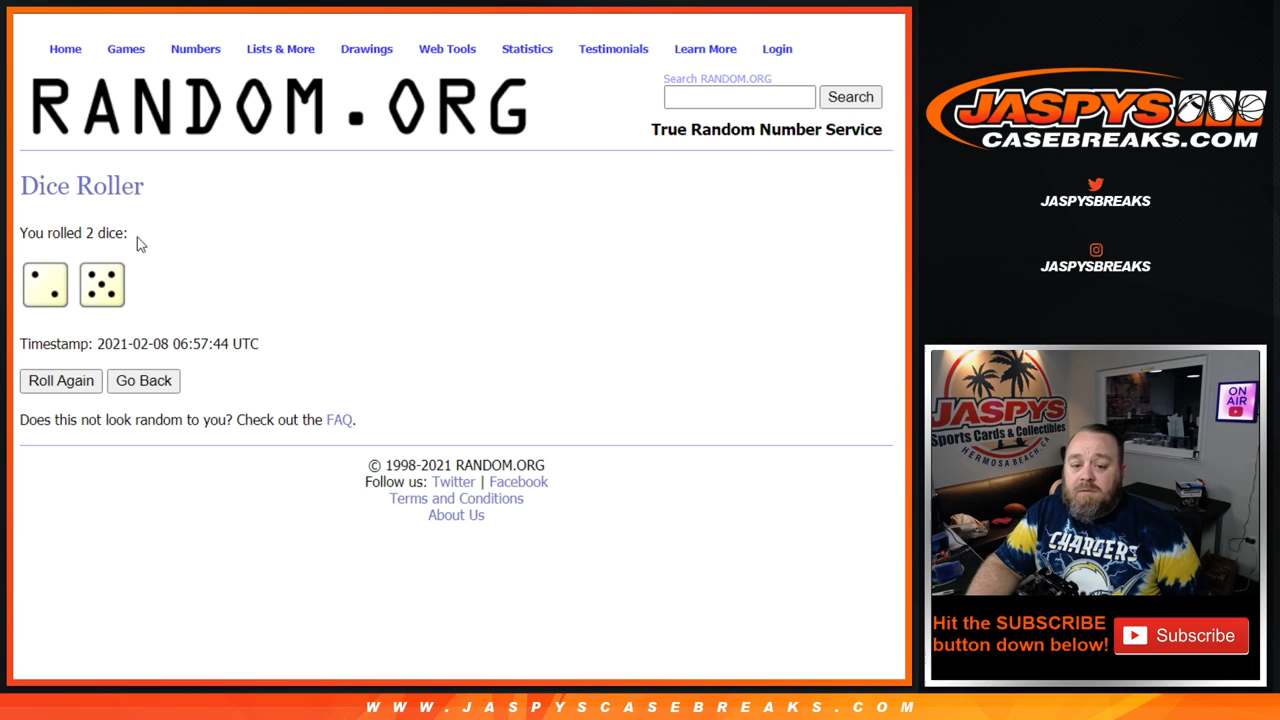 Home Games Numbers Lists & More Drawings Web Tools Statistics Testimonials Learn More Login
RANDOM.ORG
Search RANDOM.ORG
Search
True Random Number Service
Dice Roller
You rolled 2 dice:
Timestamp: 2021-02-08 06:57:44 UTC
Roll Again Go Back
Does this not look random to you? Check out the FAQ.
© 1998-2021 RANDOM.ORG
Follow us: Twitter | Facebook
Terms and Conditions
About Us
JASPYS
CASEBREAKS.COM
JASPYSBREAKS
JASPYSBREAKS
JASPYS
Sports Cards & Collectibles
HERMOSA BEACH, CA
ON
AIR
CHARGERS
Hit the SUBSCRIBE
button down below!
Subscribe
WWW.JASPYSCASEBREAKS.COM